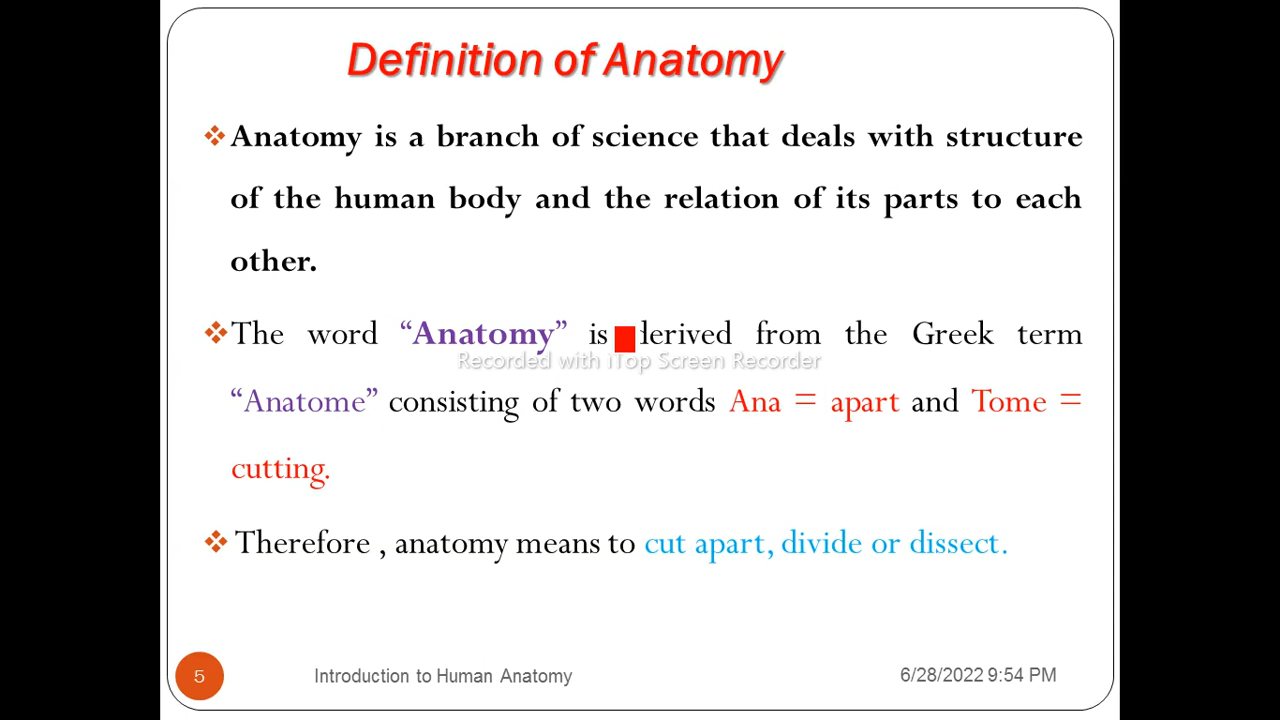 Definition of Anatomy
Anatomy is a branch of science that deals with structure
of the human body and the relation of its parts to each
other.
The word “Anatomy” is derived from the Greek term
Recorded with iTop Screen Recorder
“Anatome” consisting of two words Ana = apart and Tome =
cutting.
Therefore , anatomy means to cut apart, divide or dissect.
5 Introduction to Human Anatomy 6/28/2022 9:54 PM